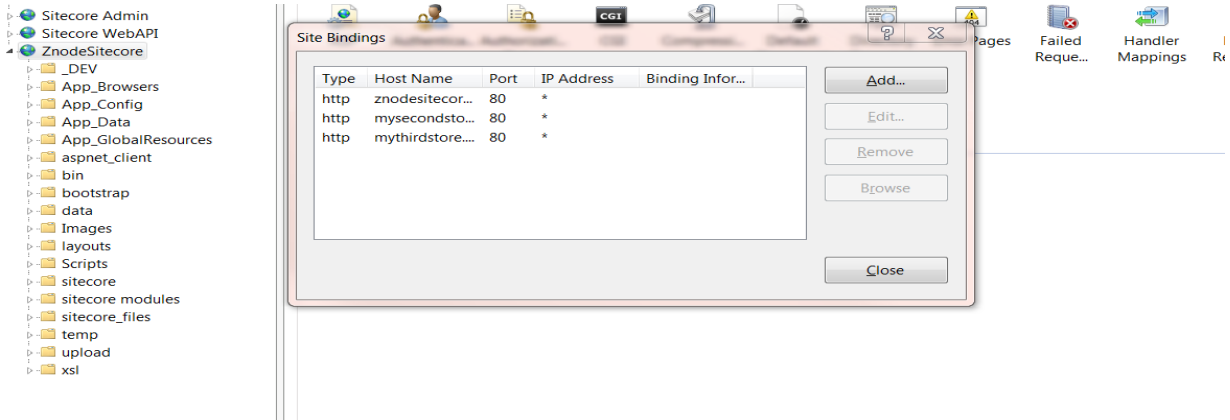 Sitecore Admin
Sitecore WebAPI
ZnodeSitecore
_DEV
App_Browsers
App_Config
App_Data
App_GlobalResources
aspnet_client
bin
bootstrap
data
Images
layouts
Scripts
sitecore
sitecore modules
sitecore_files
temp
upload
xsl
CGI
404
Pages
Failed
Reque...
Handler
Mappings
Site Bindings
Type Host Name Port IP Address Binding Infor...
http znodesitecor... 80 *
http mysecondsto... 80 *
http mythirdstore.... 80 *
Add...
Edit...
Remove
Browse
Close